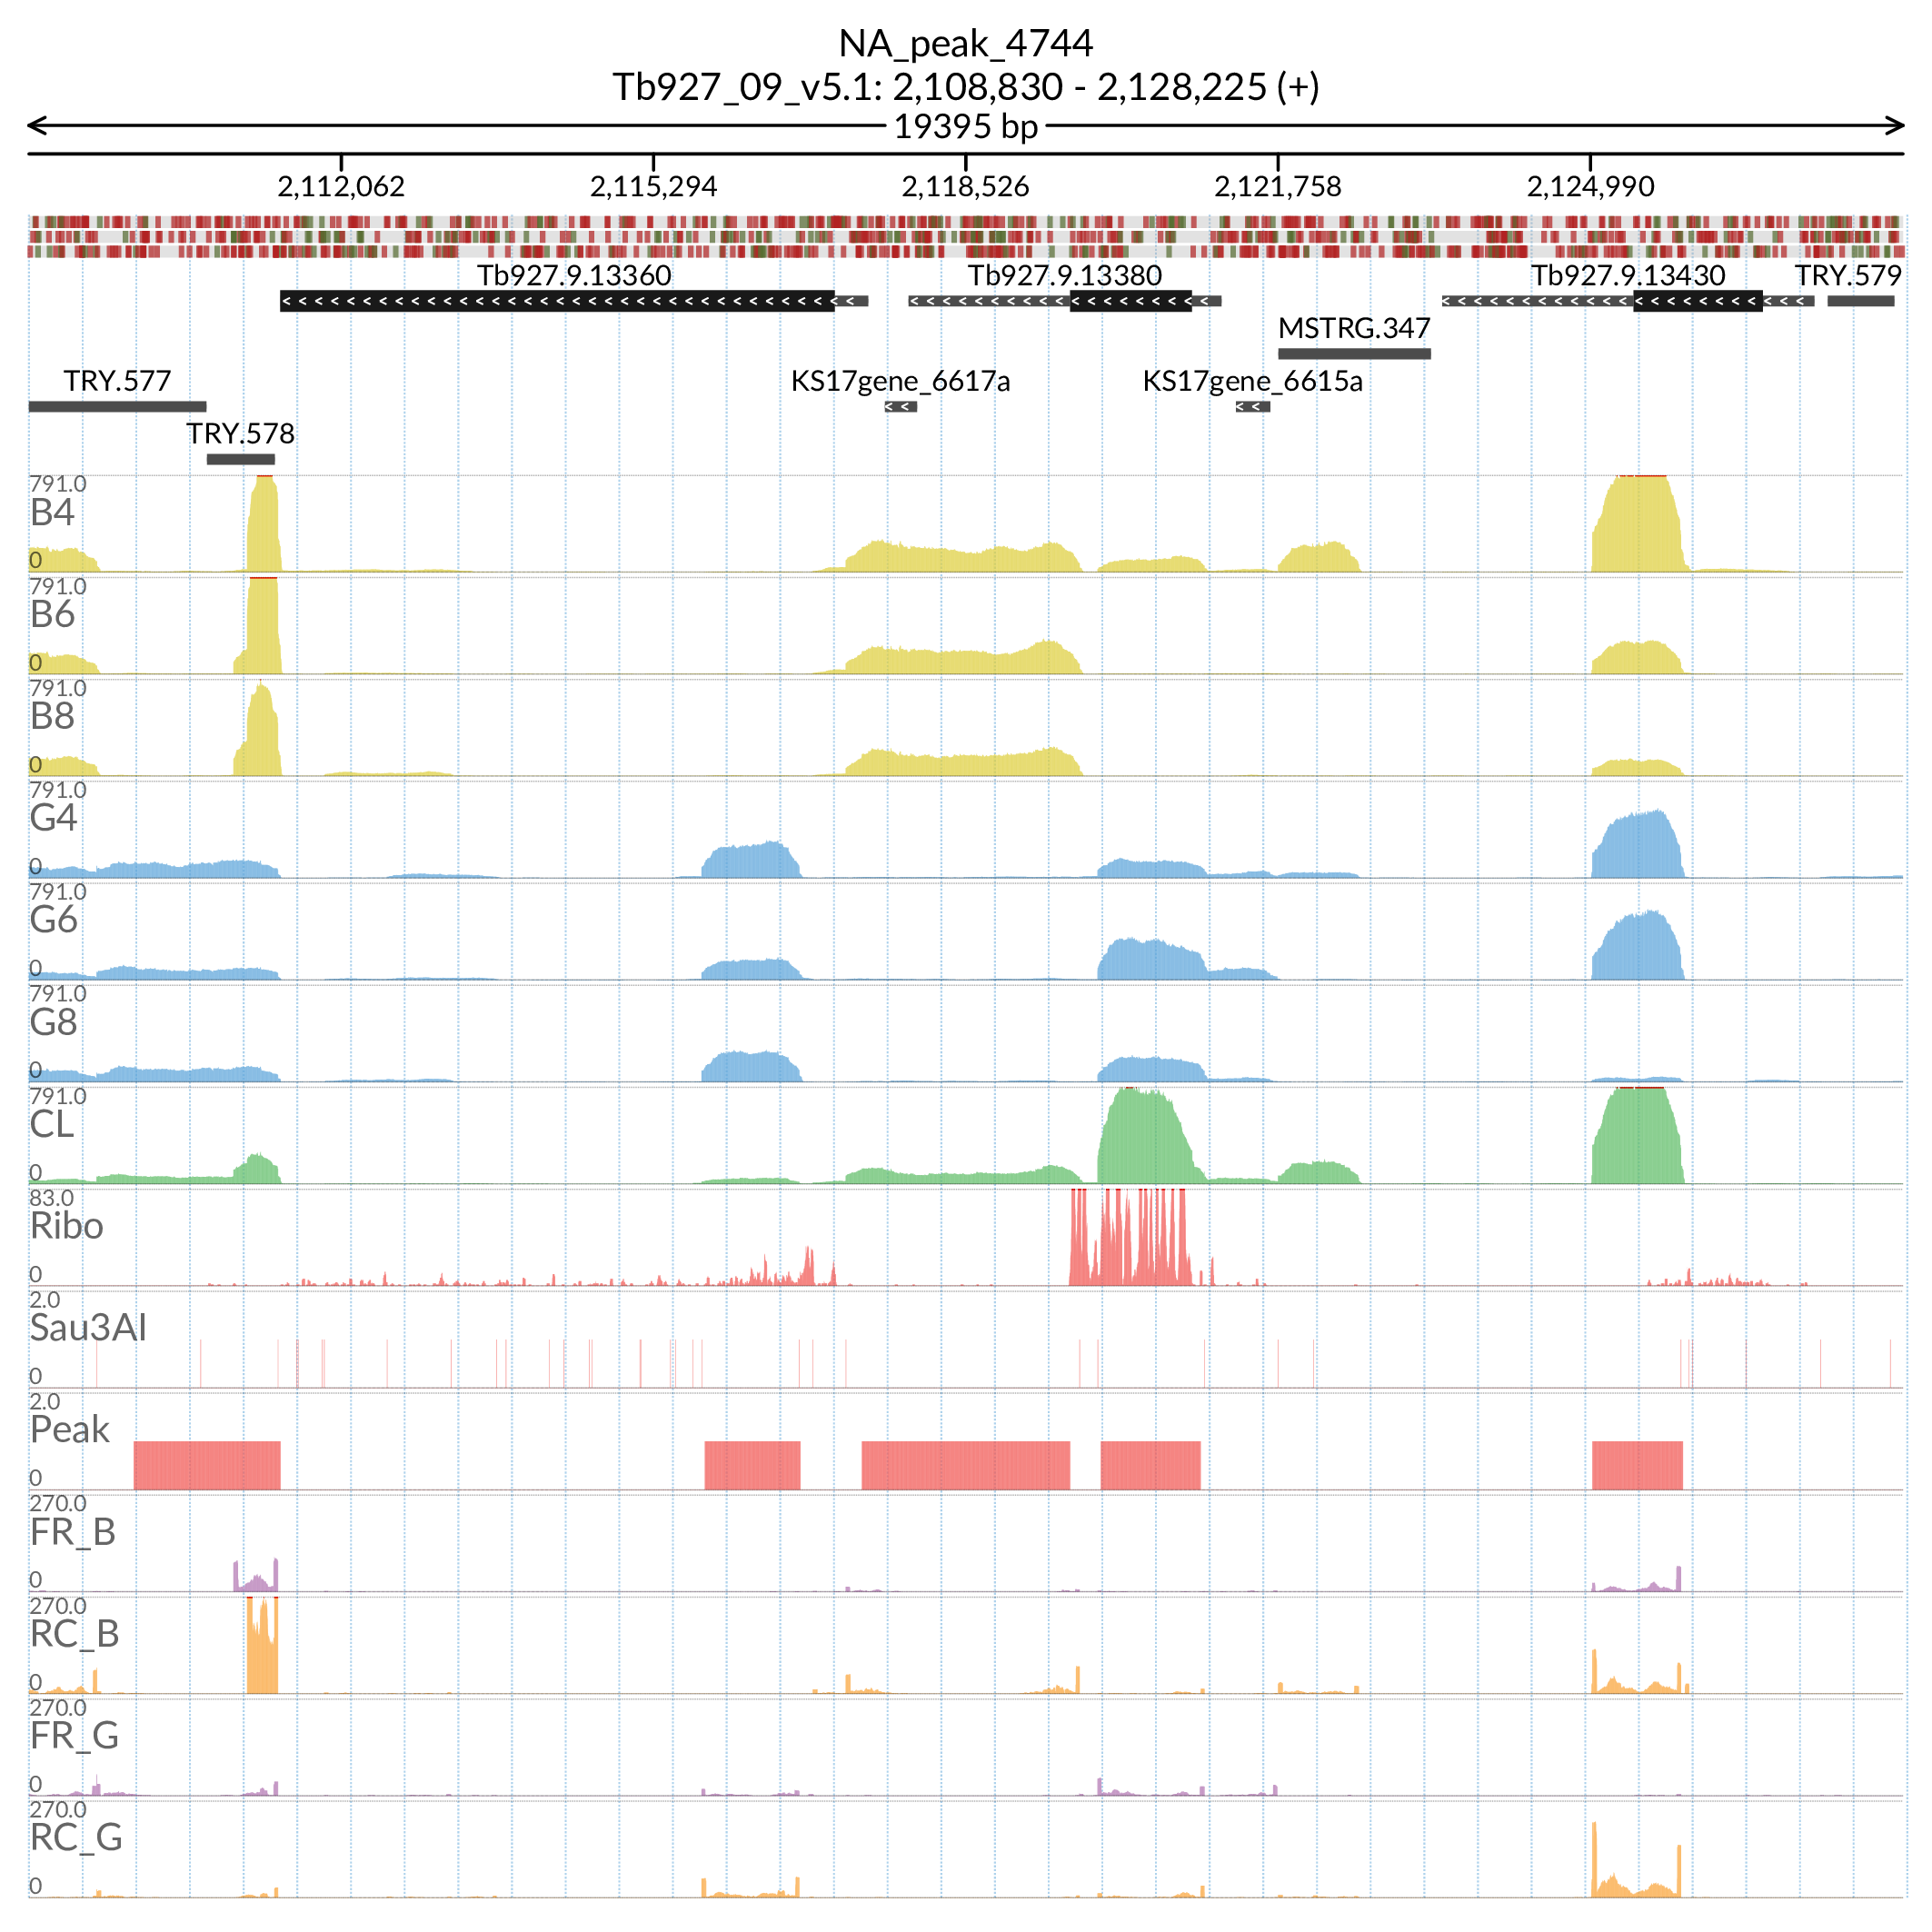 NA_peak_4744
Tb927_09_v5.1: 2,108,830 - 2,128,225 (+)
19395 bp
2,112,062 2,115,294 2,118,526 2,121,758 2,124,990
Tb927.9.13360 Tb927.9.13380 Tb927.9.13430 TRY.579
MSTRG.347
TRY.577 KS17gene_6617a KS17gene_6615a
TRY.578
791.0
B4
0
791.0
B6
0
791.0
B8
0
791.0
G4
0
791.0
G6
0
791.0
G8
0
791.0
CL
0
83.0
Ribo
0
2.0
Sau3AI
0
2.0
Peak
0
270.0
FR_B
0
270.0
RC_B
0
270.0
FR_G
0
270.0
RC_G
0